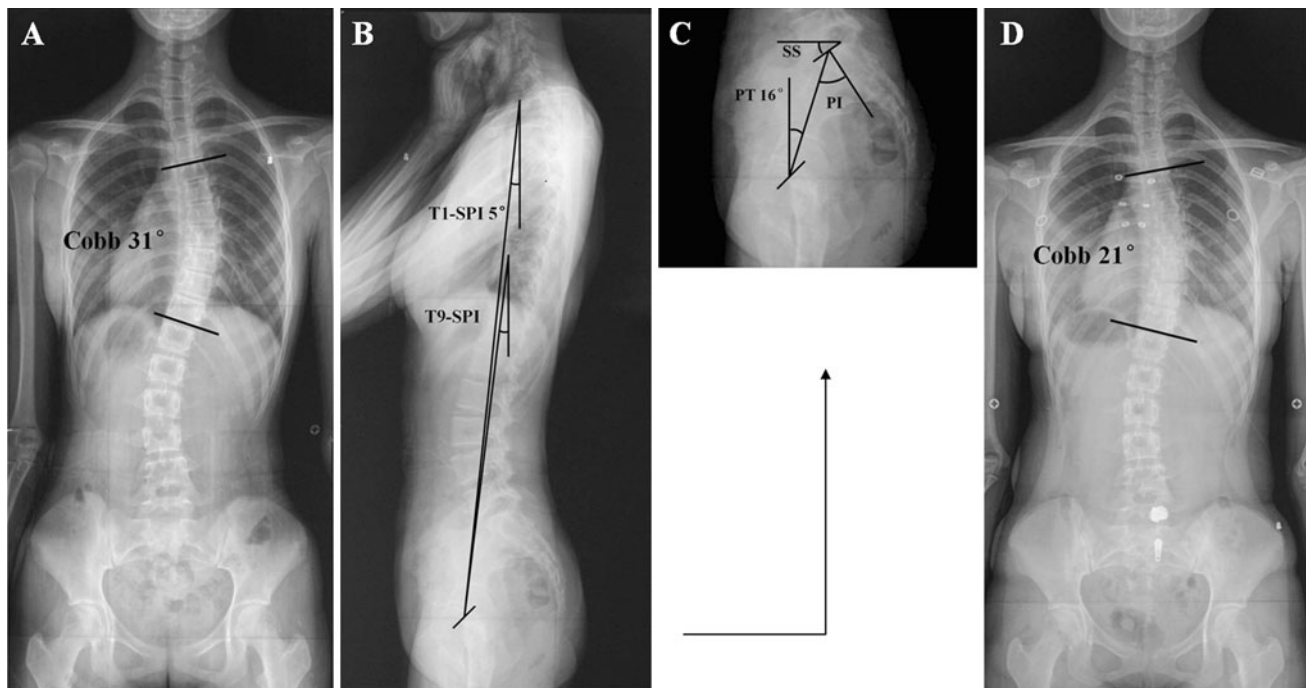 A
Cobb 31°
B
T1-SPI 5°
T9-SPI
C
SS
PT 16°
PI
D
Cobb 21°